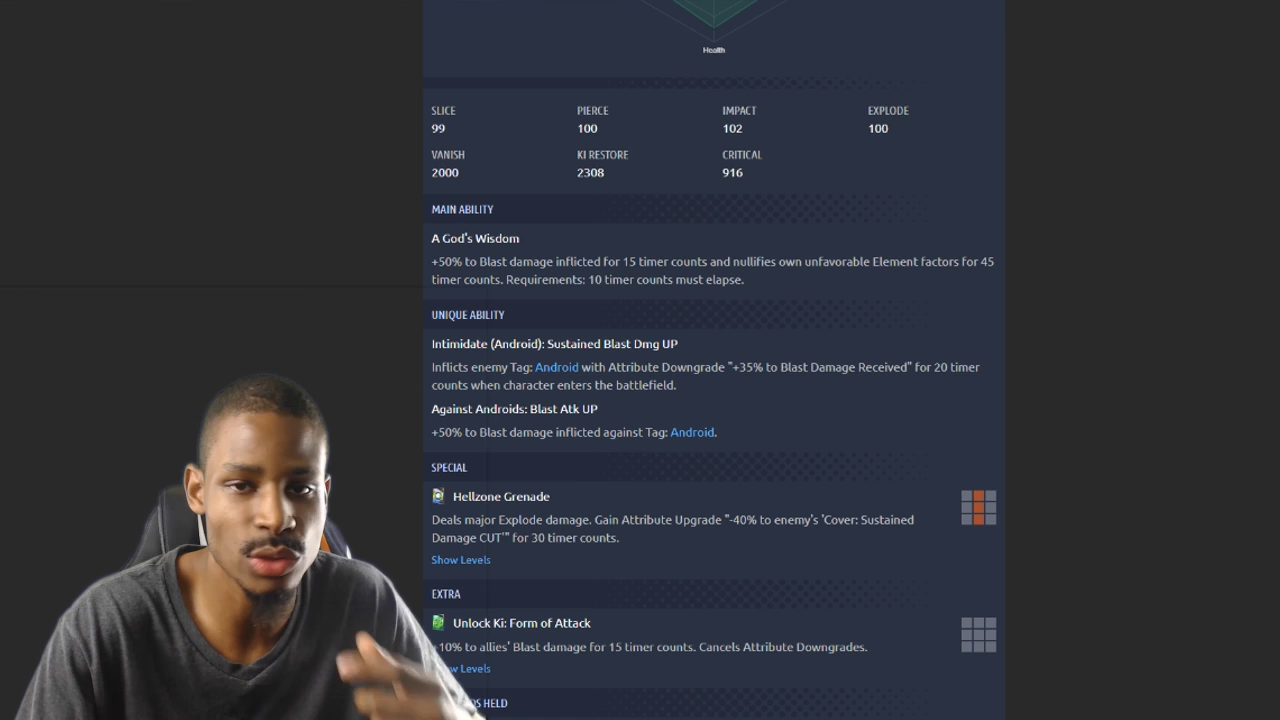 Health
SLICE PIERCE IMPACT EXPLODE
99 100 102 100
VANISH KI RESTORE CRITICAL
2000 2308 916
MAIN ABILITY
A God's Wisdom
+50% to Blast damage inflicted for 15 timer counts and nullifies own unfavorable Element factors for 45
timer counts. Requirements: 10 timer counts must elapse.
UNIQUE ABILITY
Intimidate (Android): Sustained Blast Dmg UP
Inflicts enemy Tag: Android with Attribute Downgrade "+35% to Blast Damage Received" for 20 timer
counts when character enters the battlefield.
Against Androids: Blast Atk UP
+50% to Blast damage inflicted against Tag: Android.
SPECIAL
Hellzone Grenade
Deals major Explode damage. Gain Attribute Upgrade "-40% to enemy's 'Cover: Sustained
Damage CUT'" for 30 timer counts.
Show Levels
EXTRA
Unlock Ki: Form of Attack
10% to allies' Blast damage for 15 timer counts. Cancels Attribute Downgrades.
Levels
HELD